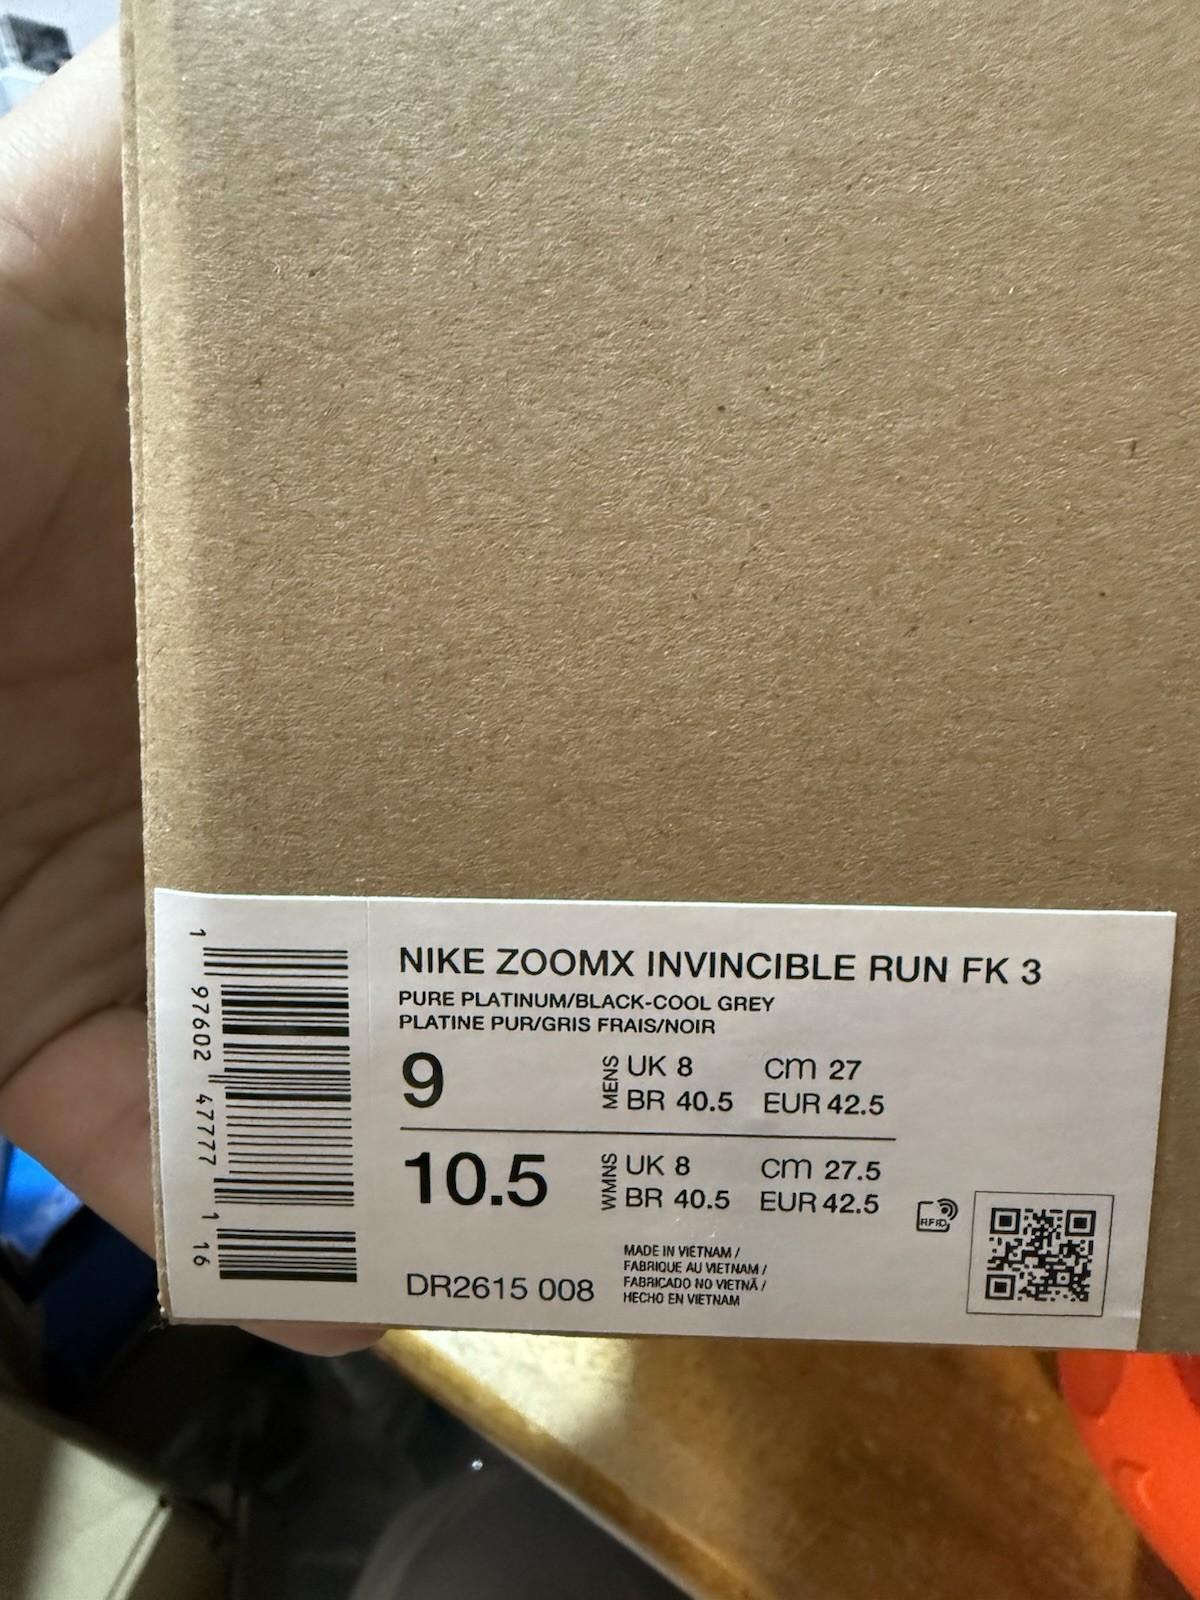 NIKE ZOOMX INVINCIBLE RUN FK 3
PURE PLATINUM/BLACK-COOL GREY
PLATINE PUR/GRIS FRAIS/NOIR
9 MENS UK 8 cm 27
BR 40.5 EUR 42.5
10.5 WMNS UK 8 cm 27.5
BR 40.5 EUR 42.5
DR2615 008
MADE IN VIETNAM /
FABRIQUE AU VIETNAM /
FABRICADO NO VIETNÃ /
HECHO EN VIETNAM
RFID
1 97602 47777 1 16